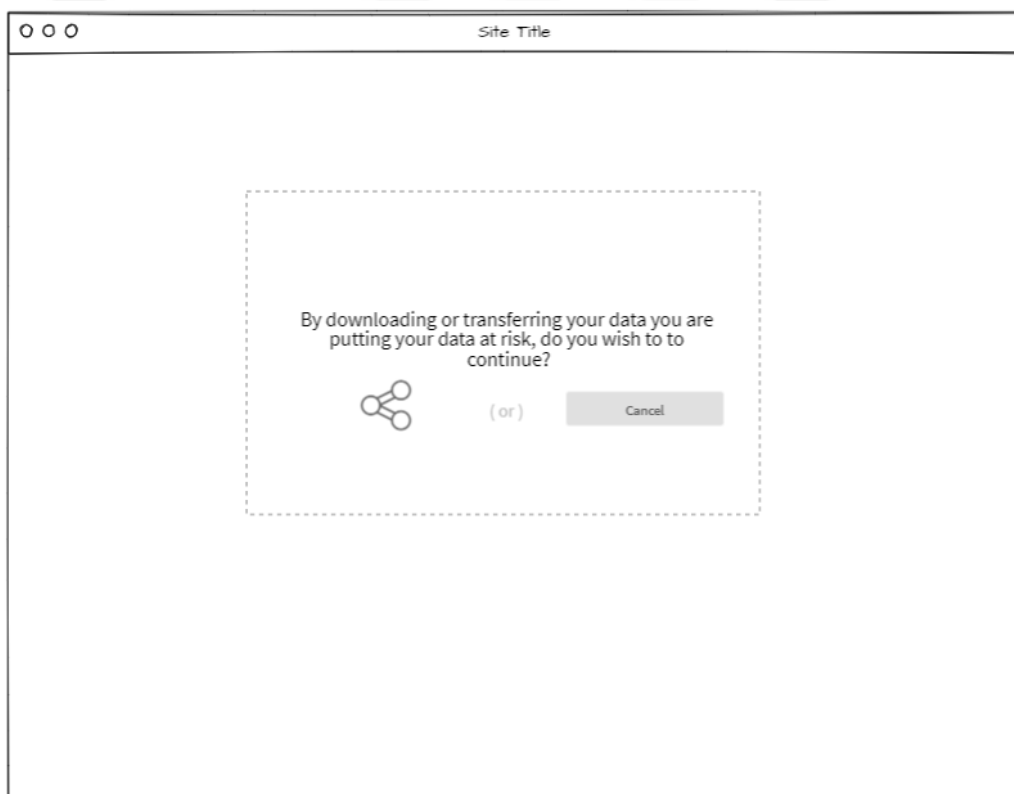 Site Title
By downloading or transferring your data you are
putting your data at risk, do you wish to to
continue?
( or )
Cancel